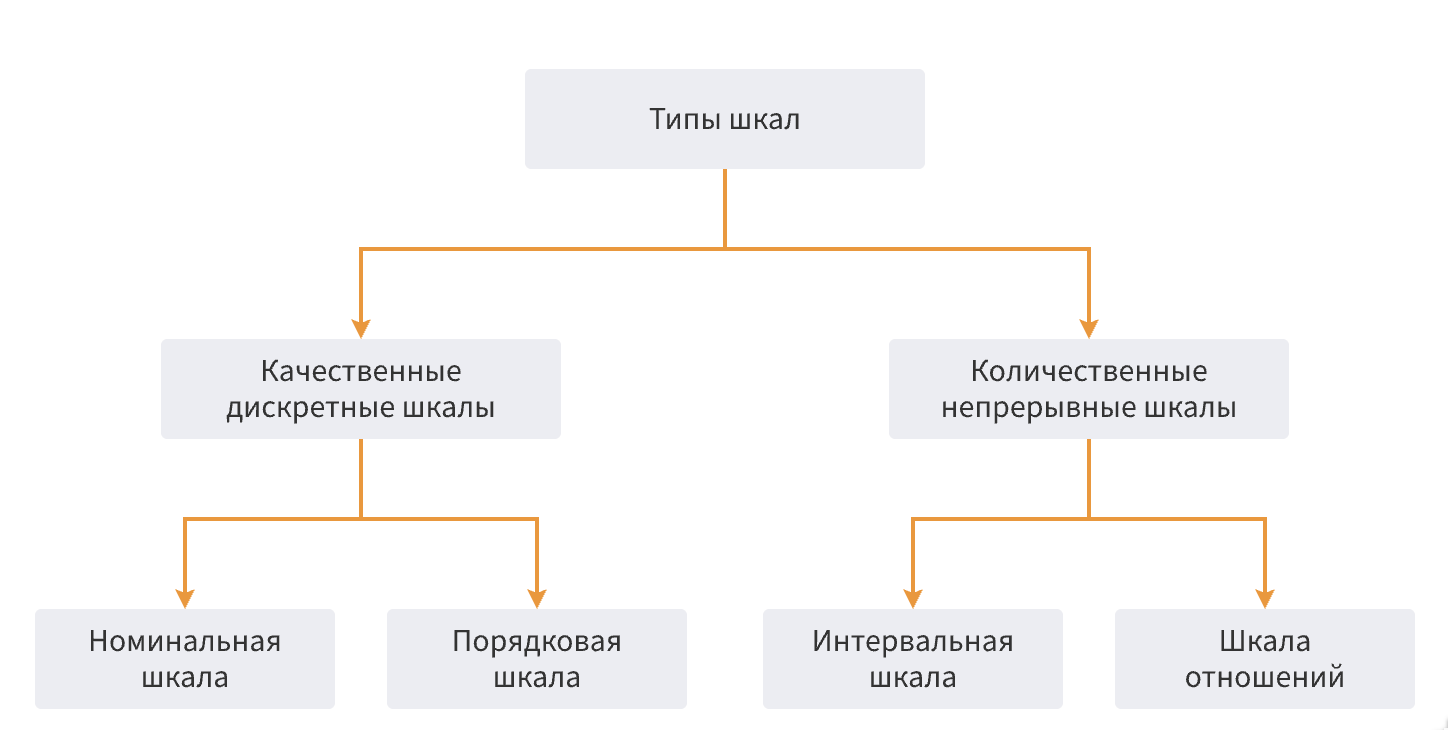 Типы шкал
Качественные
дискретные шкалы
Количественные
непрерывные шкалы
Номинальная
шкала
Порядковая
шкала
Интервальная
шкала
Шкала
отношений